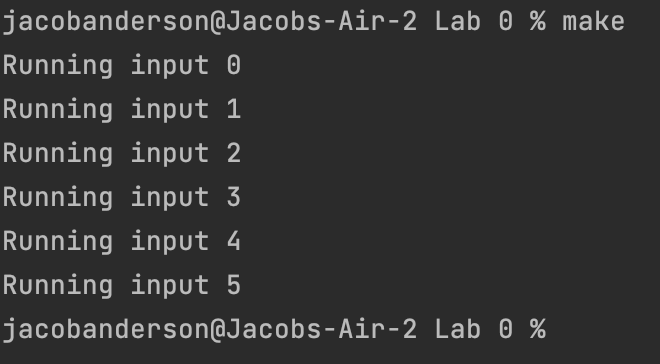 jacobanderson@Jacobs-Air-2 Lab 0 % make
Running input 0
Running input 1
Running input 2
Running input 3
Running input 4
Running input 5
jacobanderson@Jacobs-Air-2 Lab 0 %